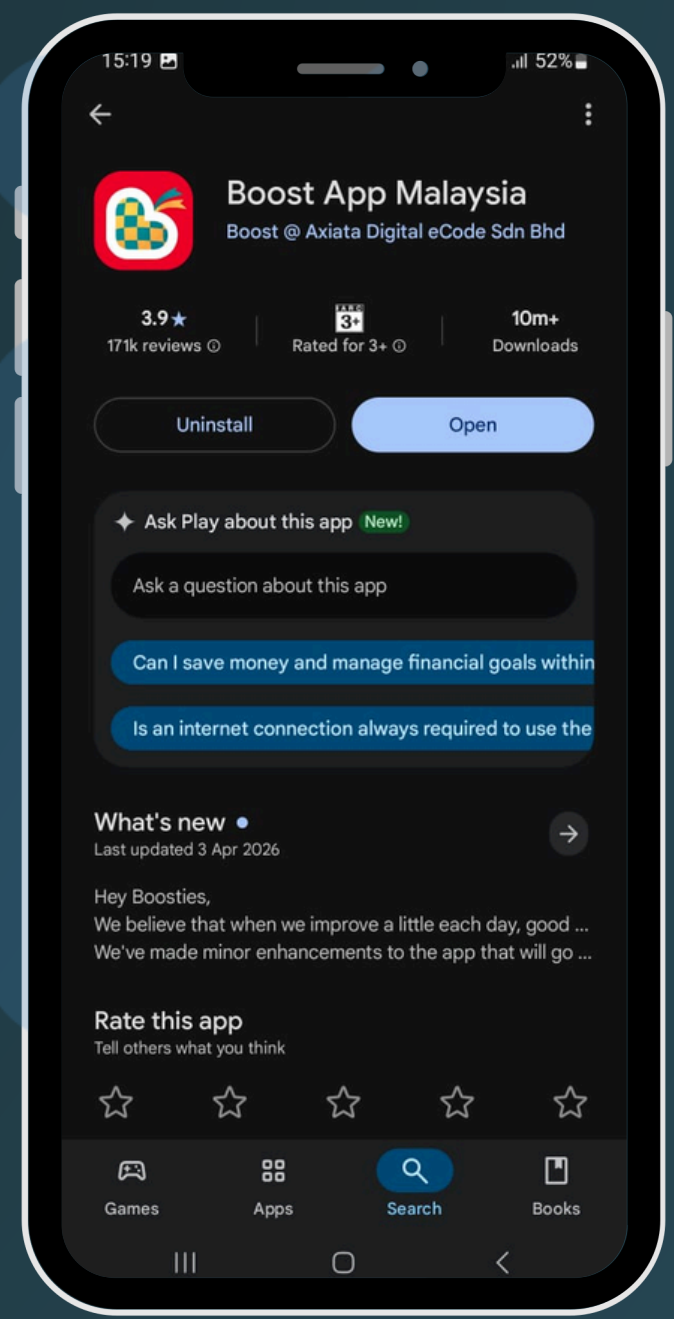 15:19
52%
Boost App Malaysia
Boost @ Axiata Digital eCode Sdn Bhd
3.9★
171k reviews
IARC
3+
Rated for 3+
10m+
Downloads
Uninstall
Open
Ask Play about this app New!
Ask a question about this app
Can I save money and manage financial goals within
Is an internet connection always required to use the
What's new
Last updated 3 Apr 2026
Hey Boosties,
We believe that when we improve a little each day, good ...
We've made minor enhancements to the app that will go ...
Rate this app
Tell others what you think
Games
Apps
Search
Books